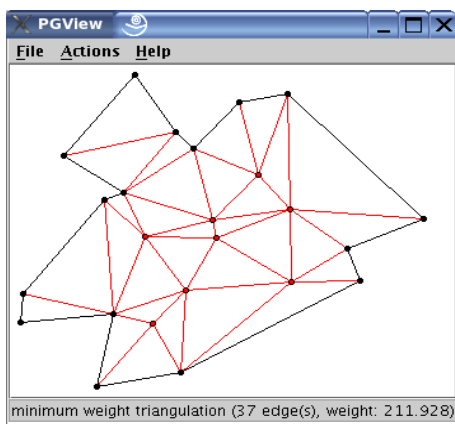 PGView
File Actions Help
minimum weight triangulation (37 edge(s), weight: 211.928)